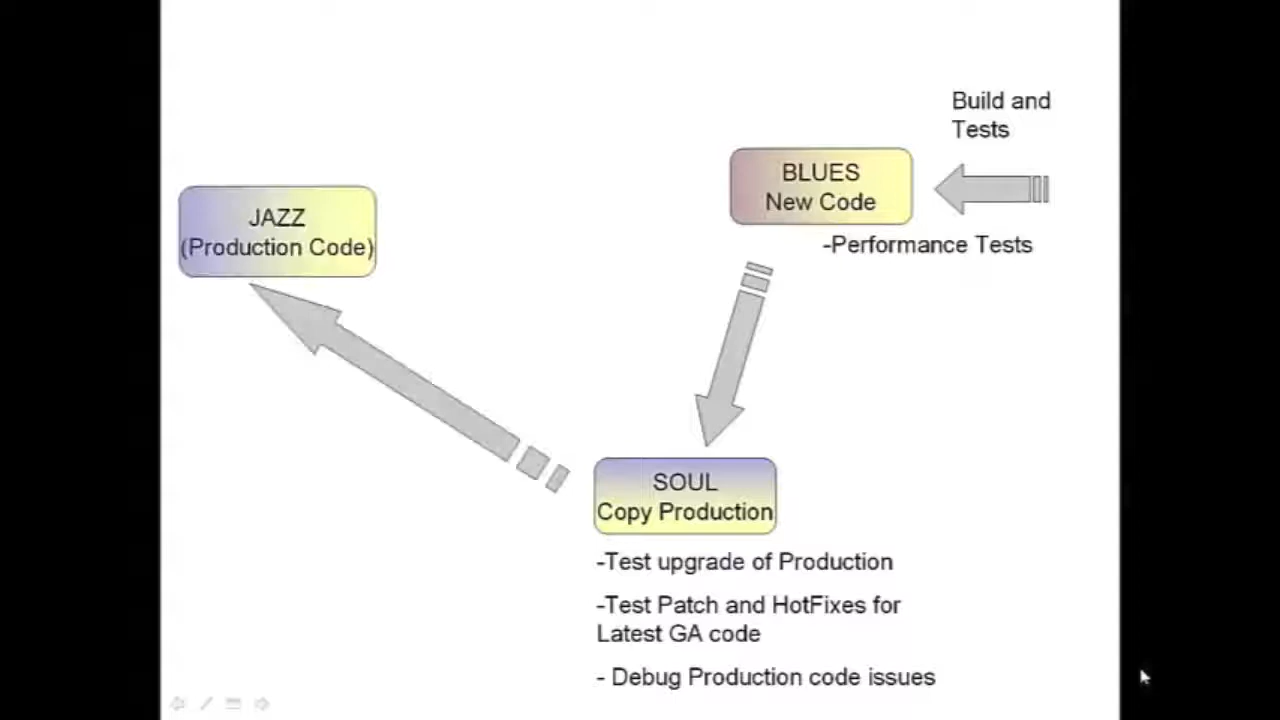 Build and
Tests
BLUES
New Code
-Performance Tests
JAZZ
(Production Code)
SOUL
Copy Production
-Test upgrade of Production
-Test Patch and HotFixes for
Latest GA code
- Debug Production code issues